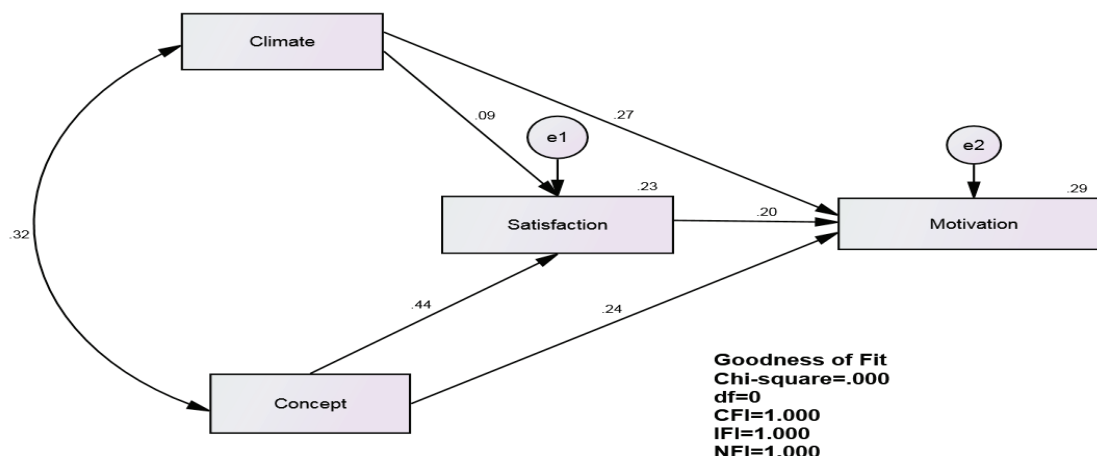 Climate
.27
.09
e1
e2
.23
.29
Satisfaction
.20
Motivation
.32
.44
.24
Concept
Goodness of Fit
Chi-square=.000
df=0
CFI=1.000
IFI=1.000
NFI=1.000